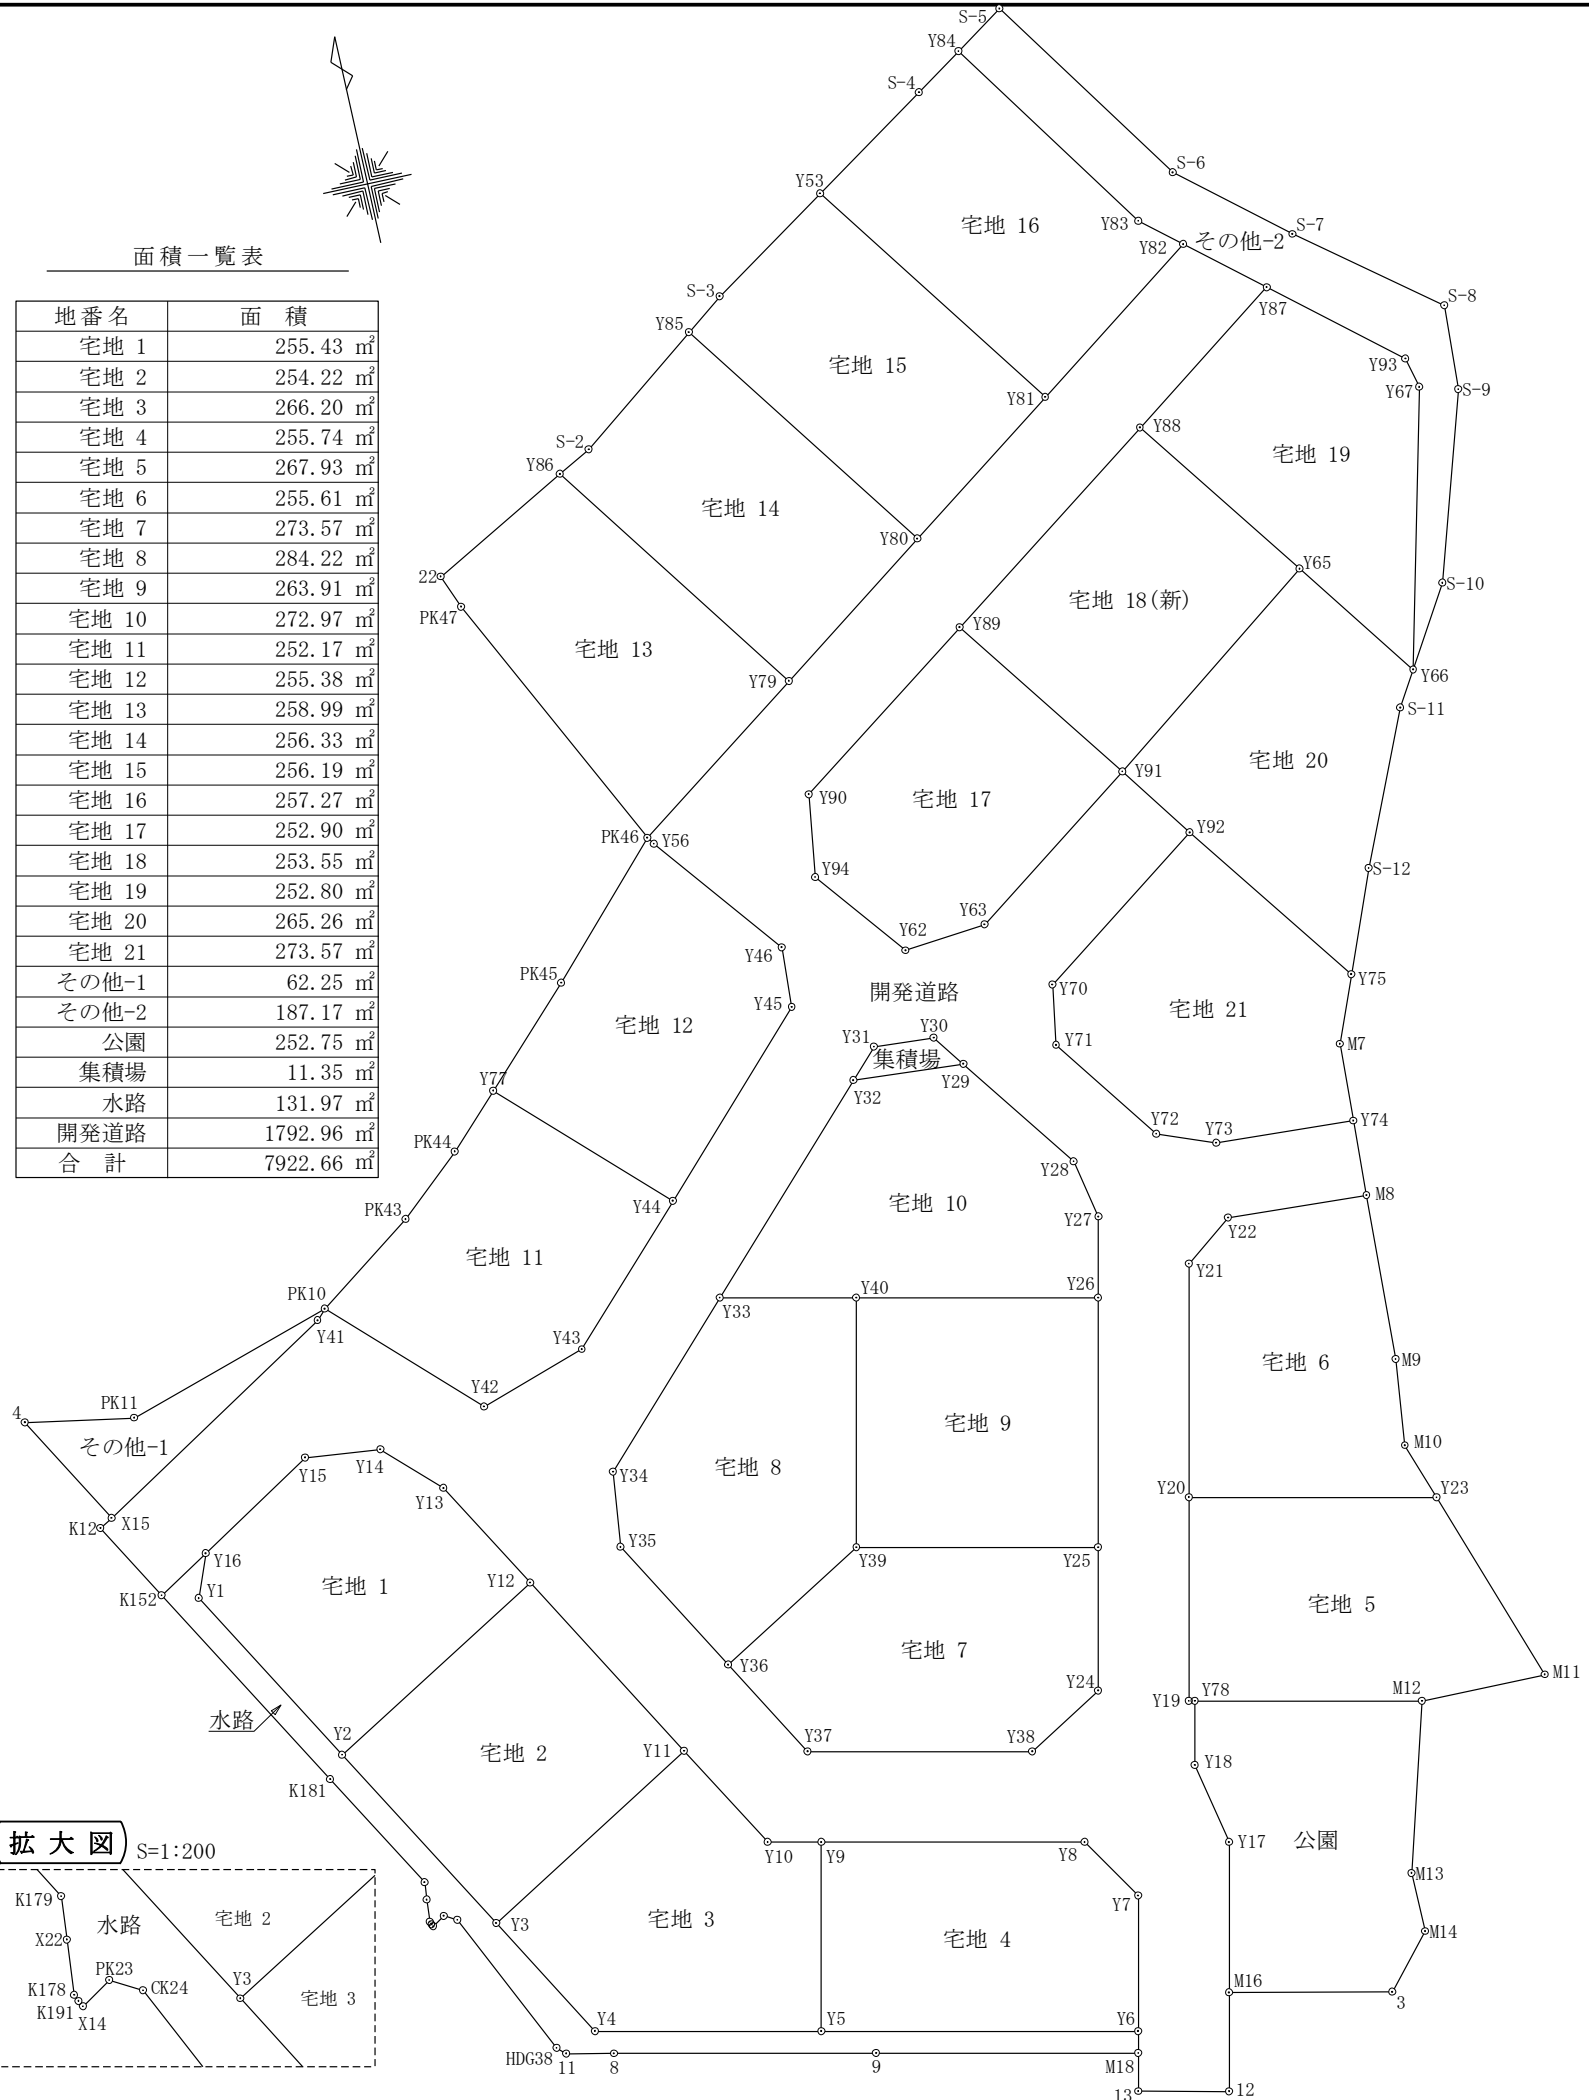 S-5
Y84
S-4
S-6
Y53
宅地 16
Y83
S-7
Y82
その他-2
面積一覧表
S-3
Y87
S-8
Y85
宅地 15
Y93
Y67
S-9
Y81
Y88
S-2
Y86
宅地 19
宅地 14
Y80
Y65
22
PK47
S-10
宅地 18(新)
Y89
宅地 13
Y79
Y66
S-11
宅地 20
Y91
Y90
宅地 17
Y92
PK46
Y56
Y94
S-12
Y63
Y62
Y46
PK45
Y75
Y70
開発道路
Y45
宅地 21
宅地 12
Y31
Y30
Y71
M7
集積場
Y29
Y32
Y77
Y74
Y72
Y73
PK44
Y28
Y44
M8
宅地 10
PK43
Y27
Y22
宅地 11
Y21
PK10
Y40
Y26
Y33
Y41
Y43
宅地 6
M9
Y42
PK11
4
宅地 9
その他-1
M10
Y14
Y15
宅地 8
Y34
Y13
Y20
Y23
X15
K12
Y35
Y39
Y25
Y16
Y12
宅地 1
K152
Y1
宅地 5
宅地 7
Y36
M11
Y24
Y19
Y78
M12
水路
Y2
Y11
Y37
Y38
宅地 2
Y18
K181
Y10
Y9
Y8
Y17
公園
M13
Y7
宅地 3
宅地 4
Y3
M14
M16
3
Y4
Y5
Y6
HDG38
11
8
9
M18
13
12
地番名 面 積
宅地 1 255.43 ㎡
宅地 2 254.22 ㎡
宅地 3 266.20 ㎡
宅地 4 255.74 ㎡
宅地 5 267.93 ㎡
宅地 6 255.61 ㎡
宅地 7 273.57 ㎡
宅地 8 284.22 ㎡
宅地 9 263.91 ㎡
宅地 10 272.97 ㎡
宅地 11 252.17 ㎡
宅地 12 255.38 ㎡
宅地 13 258.99 ㎡
宅地 14 256.33 ㎡
宅地 15 256.19 ㎡
宅地 16 257.27 ㎡
宅地 17 252.90 ㎡
宅地 18 253.55 ㎡
宅地 19 252.80 ㎡
宅地 20 265.26 ㎡
宅地 21 273.57 ㎡
その他-1 62.25 ㎡
その他-2 187.17 ㎡
公園 252.75 ㎡
集積場 11.35 ㎡
水路 131.97 ㎡
開発道路 1792.96 ㎡
合 計 7922.66 ㎡
拡大図 S=1:200
K179
水路
宅地 2
X22
PK23
CK24
Y3
K178
K191
X14
宅地 3